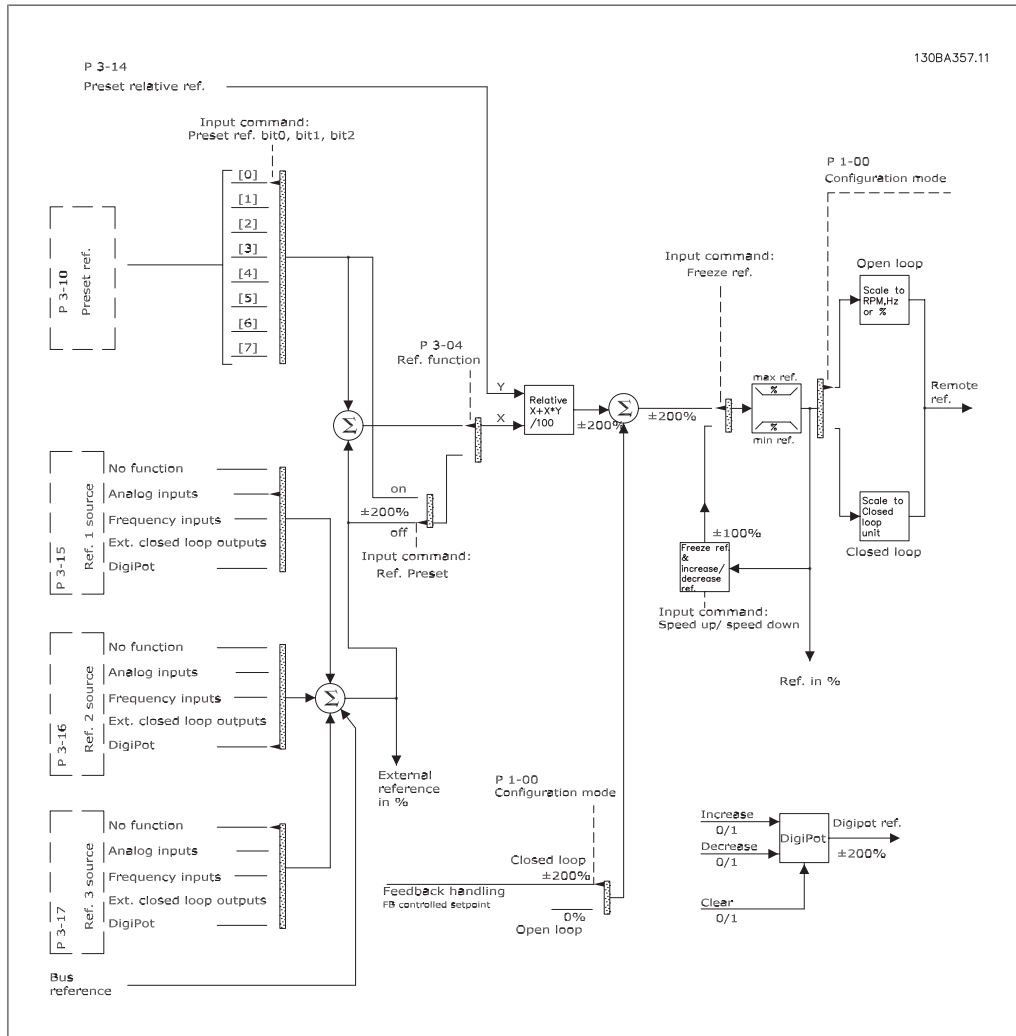 130BA357.11
P 3-14
Preset relative ref.
Input command:
Preset ref. bit0, bit1, bit2
[0]
[1]
[2]
[3]
[4]
[5]
[6]
[7]
P 3-10
Preset ref.
P 1-00
Configuration mode
Input command:
Freeze ref.
Open loop
Scale to
RPM,Hz
or %
P 3-04
Ref. function
Y
X
Relative
X+X*Y
/100
±200%
Σ
±200%
max ref.
%
%
min ref.
Remote
ref.
Σ
on
±200%
off
Input command:
Ref. Preset
±100%
Freeze ref.
&
increase/
decrease
ref.
Input command:
Speed up/ speed down
Scale to
Closed
loop
unit
Closed loop
Ref. in %
P 3-15
Ref. 1 source
No function
Analog inputs
Frequency inputs
Ext. closed loop outputs
DigiPot
P 3-16
Ref. 2 source
No function
Analog inputs
Frequency inputs
Ext. closed loop outputs
DigiPot
Σ
External
reference
in %
P 3-17
Ref. 3 source
No function
Analog inputs
Frequency inputs
Ext. closed loop outputs
DigiPot
Bus
reference
P 1-00
Configuration mode
Closed loop
±200%
Feedback handling
FB controlled setpoint
0%
Open loop
Increase
0/1
Decrease
0/1
Clear
0/1
DigiPot
Digipot ref.
±200%